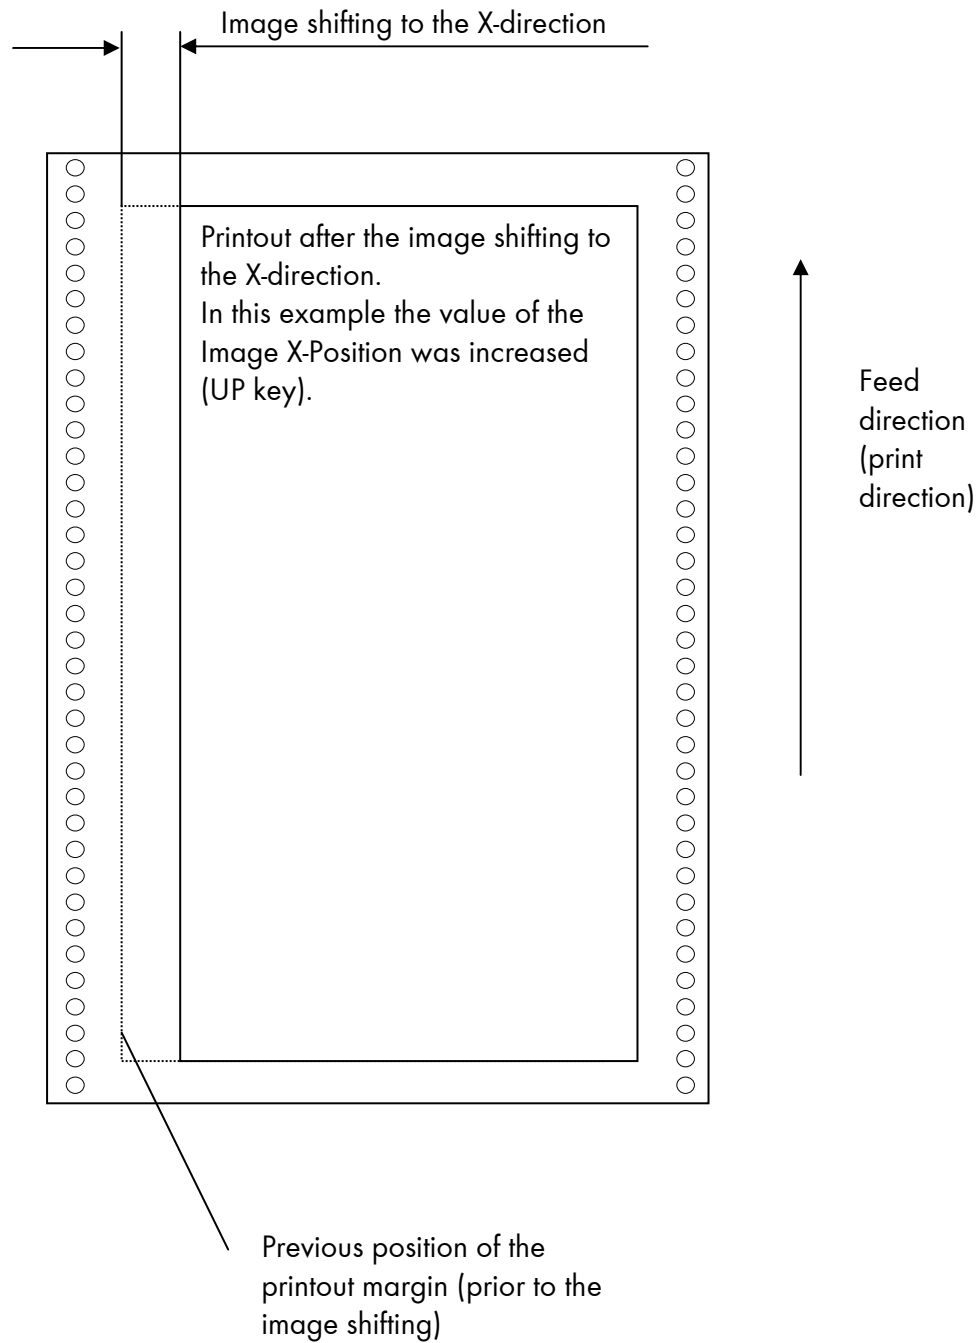 Image shifting to the X-direction
Printout after the image shifting to
the X-direction.
In this example the value of the
Image X-Position was increased
(UP key).
Feed
direction
(print
direction)
Previous position of the
printout margin (prior to the
image shifting)